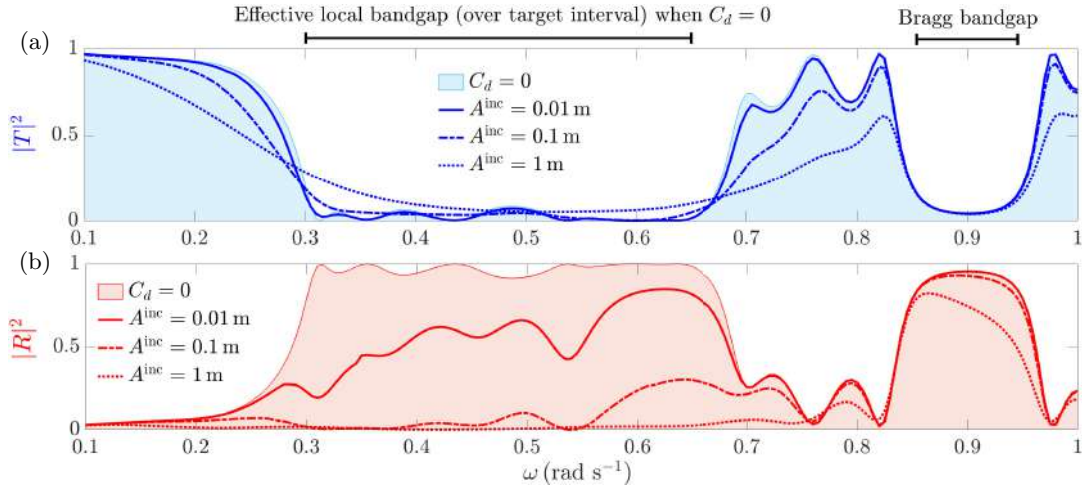 Effective local bandgap (over target interval) when C_d = 0
Bragg bandgap
(a)
1
0.5
0
|T|²
C_d = 0
A^inc = 0.01 m
A^inc = 0.1 m
A^inc = 1 m
0.1 0.2 0.3 0.4 0.5 0.6 0.7 0.8 0.9 1
(b)
1
0.5
0
|R|²
C_d = 0
A^inc = 0.01 m
A^inc = 0.1 m
A^inc = 1 m
0.1 0.2 0.3 0.4 0.5 0.6 0.7 0.8 0.9 1
ω (rad s⁻¹)